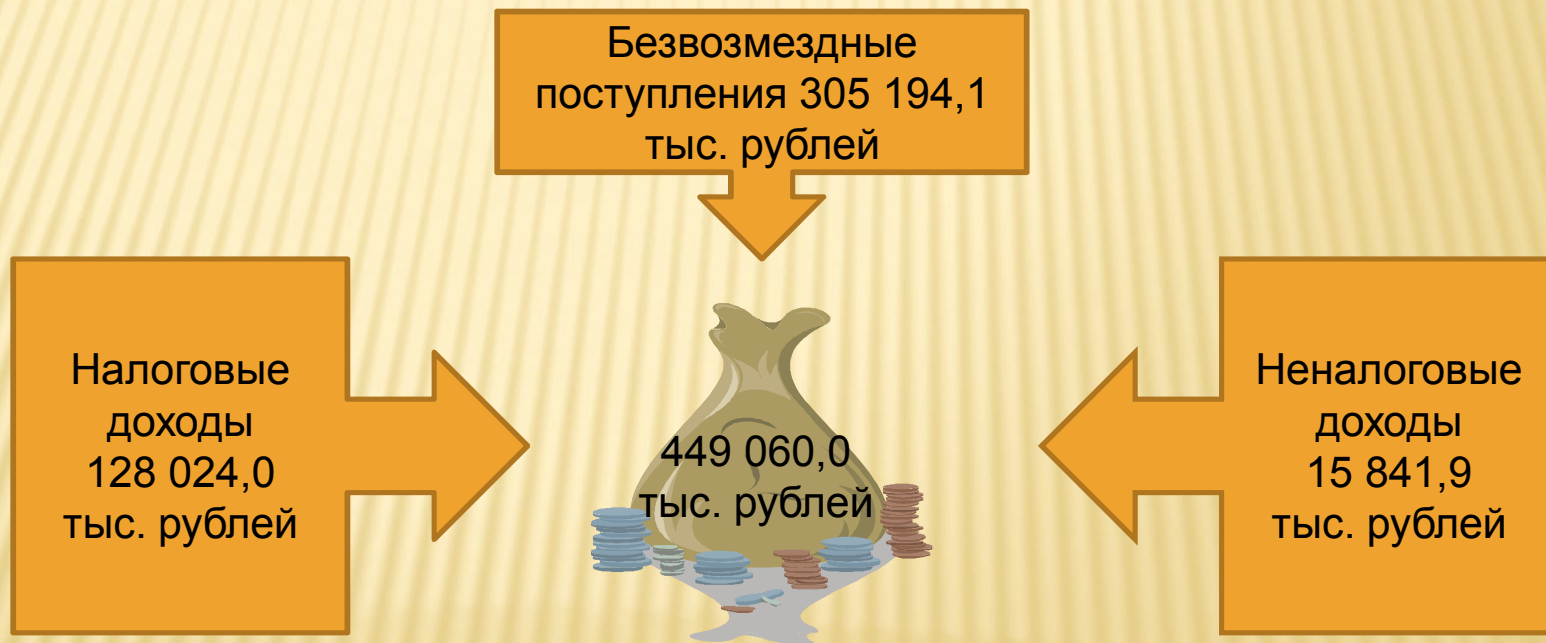 Безвозмездные
поступления 305 194,1
тыс. рублей
Налоговые
доходы
128 024,0
тыс. рублей
449 060,0
тыс. рублей
Неналоговые
доходы
15 841,9
тыс. рублей